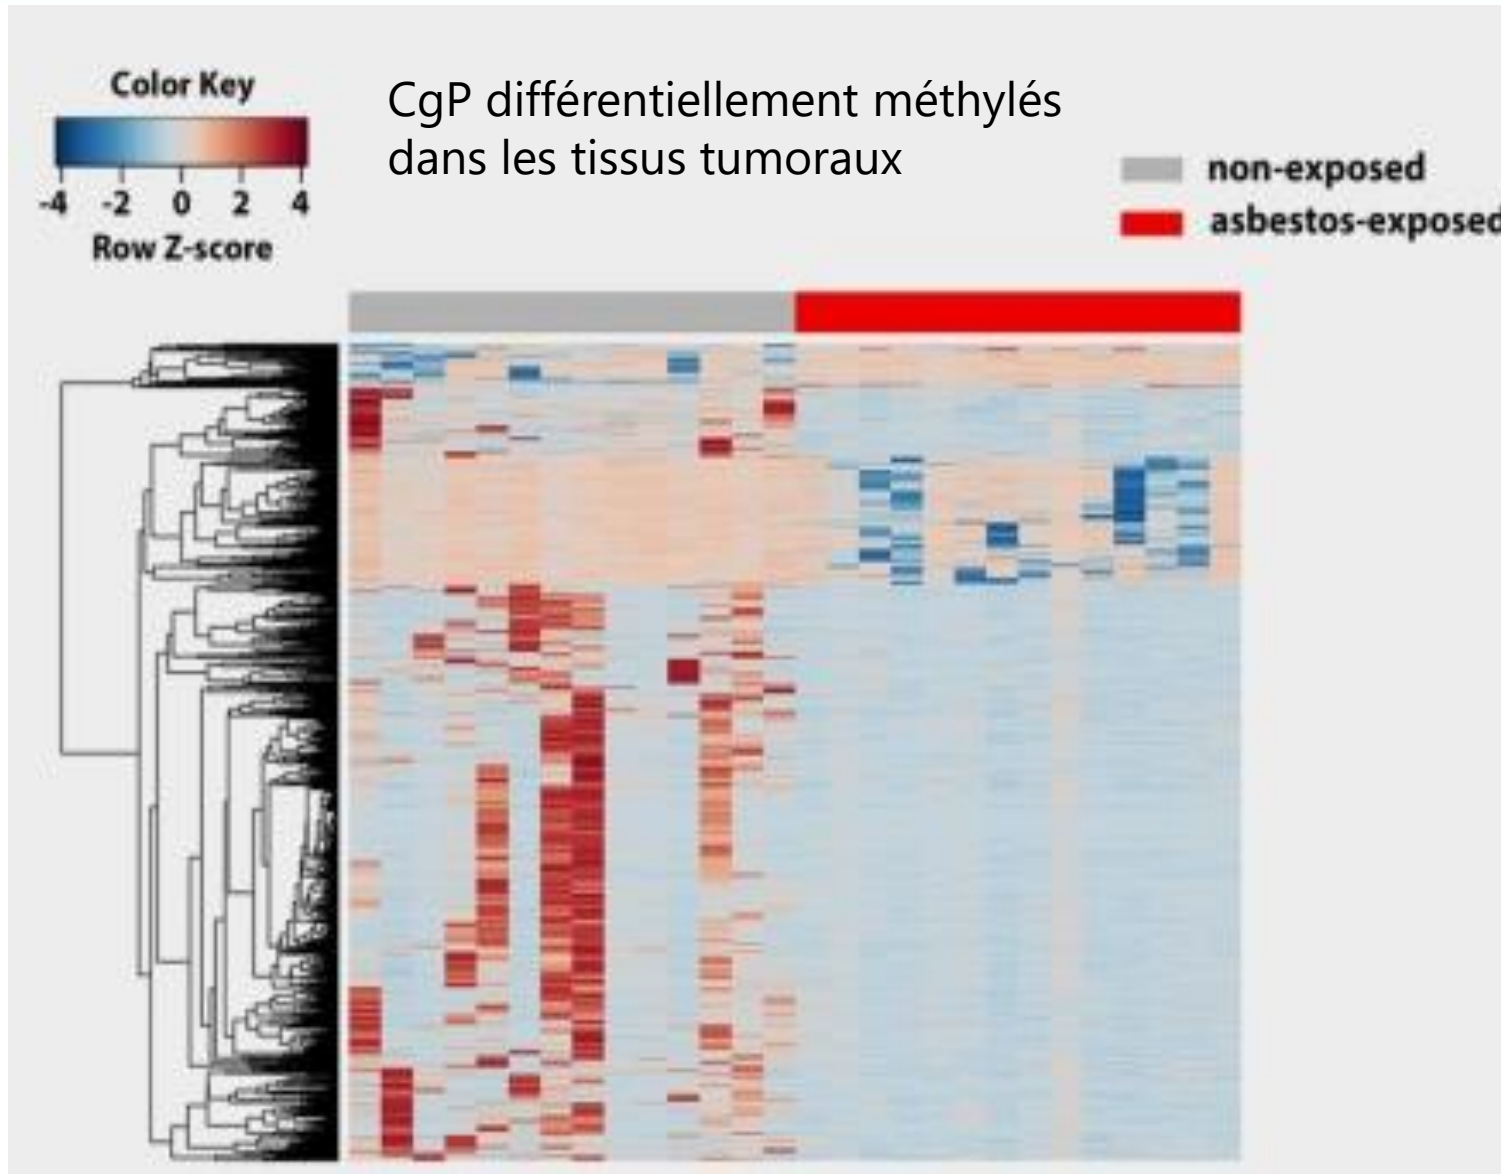 Color Key
-4 -2 0 2 4
Row Z-score
CgP différentiellement méthylés
dans les tissus tumoraux
non-exposed
asbestos-exposed